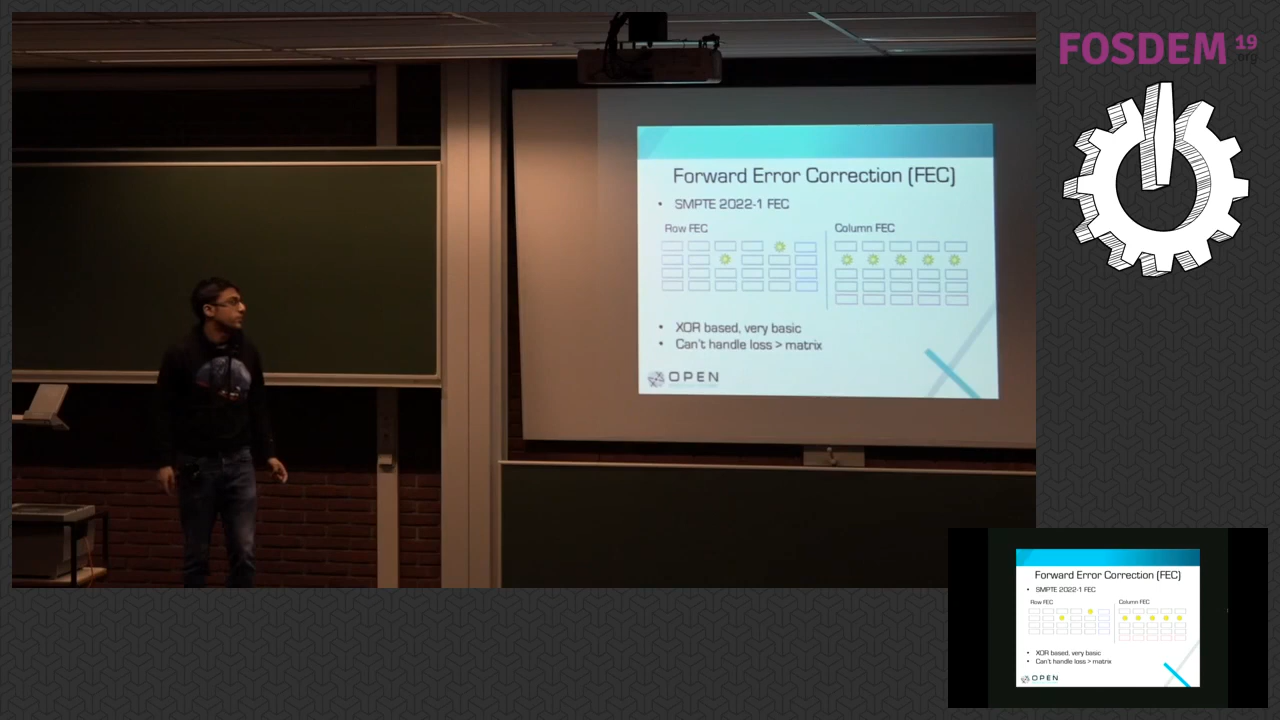 FOSDEM 19
.org
Forward Error Correction (FEC)
• SMPTE 2022-1 FEC
Row FEC
Column FEC
• XOR based, very basic
• Can't handle loss > matrix
OPEN
Forward Error Correction (FEC)
• SMPTE 2022-1 FEC
Row FEC
Column FEC
• XOR based, very basic
• Can't handle loss > matrix
OPEN